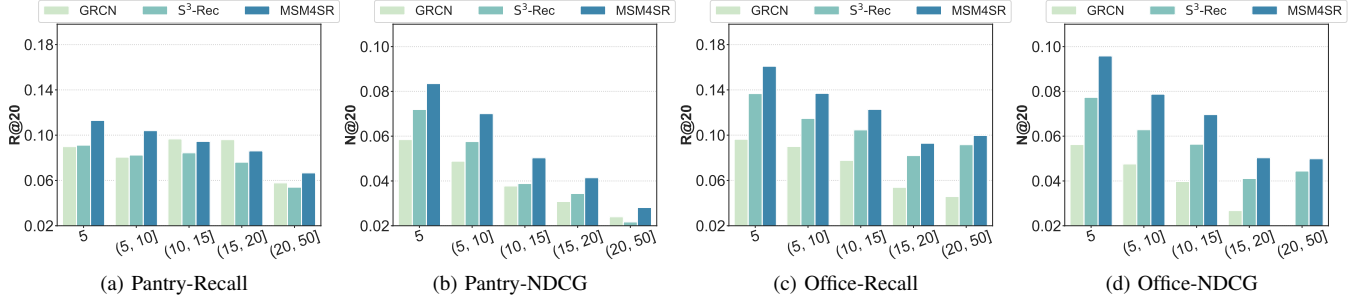 GRCN S³-Rec MSM4SR
R@20
0.18
0.14
0.10
0.06
0.02
5 (5, 10] (10, 15] (15, 20] (20, 50]
(a) Pantry-Recall
GRCN S³-Rec MSM4SR
N@20
0.10
0.08
0.06
0.04
0.02
5 (5, 10] (10, 15] (15, 20] (20, 50]
(b) Pantry-NDCG
GRCN S³-Rec MSM4SR
R@20
0.18
0.14
0.10
0.06
0.02
5 (5, 10] (10, 15] (15, 20] (20, 50]
(c) Office-Recall
GRCN S³-Rec MSM4SR
N@20
0.10
0.08
0.06
0.04
0.02
5 (5, 10] (10, 15] (15, 20] (20, 50]
(d) Office-NDCG